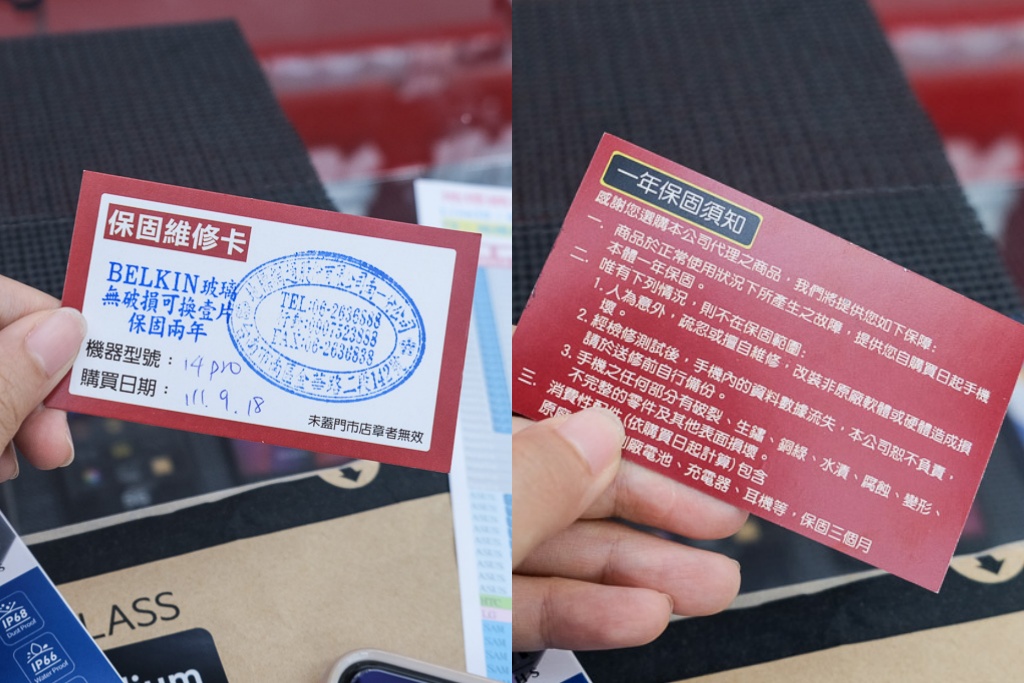 保固維修卡
BELKIN玻璃
無破損可換壹片
保固兩年
機器型號：14 pro
購買日期：111.9.18
未蓋門市店章者無效
TEL:06-2636588
FAX:06-2636838
LASS
IP68
Dust Proof
IP66
Water Proof
一年保固須知
感謝您選購本公司代理之商品，我們將提供您如下保障：
一．商品於正常使用狀況下所產生之故障，提供您自購買日起手機
本體一年保固。
二．唯有下列情況，則不在保固範圍：
1. 人為意外，疏忽或擅自維修；改裝非原廠軟體或硬體造成損
壞。
2. 經檢修測試後，手機內的資料數據流失，本公司恕不負責，
請於送修前自行備份。
3. 手機之任何部分有破裂、生鏽、銅綠、水漬、腐蝕、變形、
不完整的零件及其他表面損壞。
三．消費性配件(依購買日起計算)包含
廠電池、充電器、耳機等，保固三個月